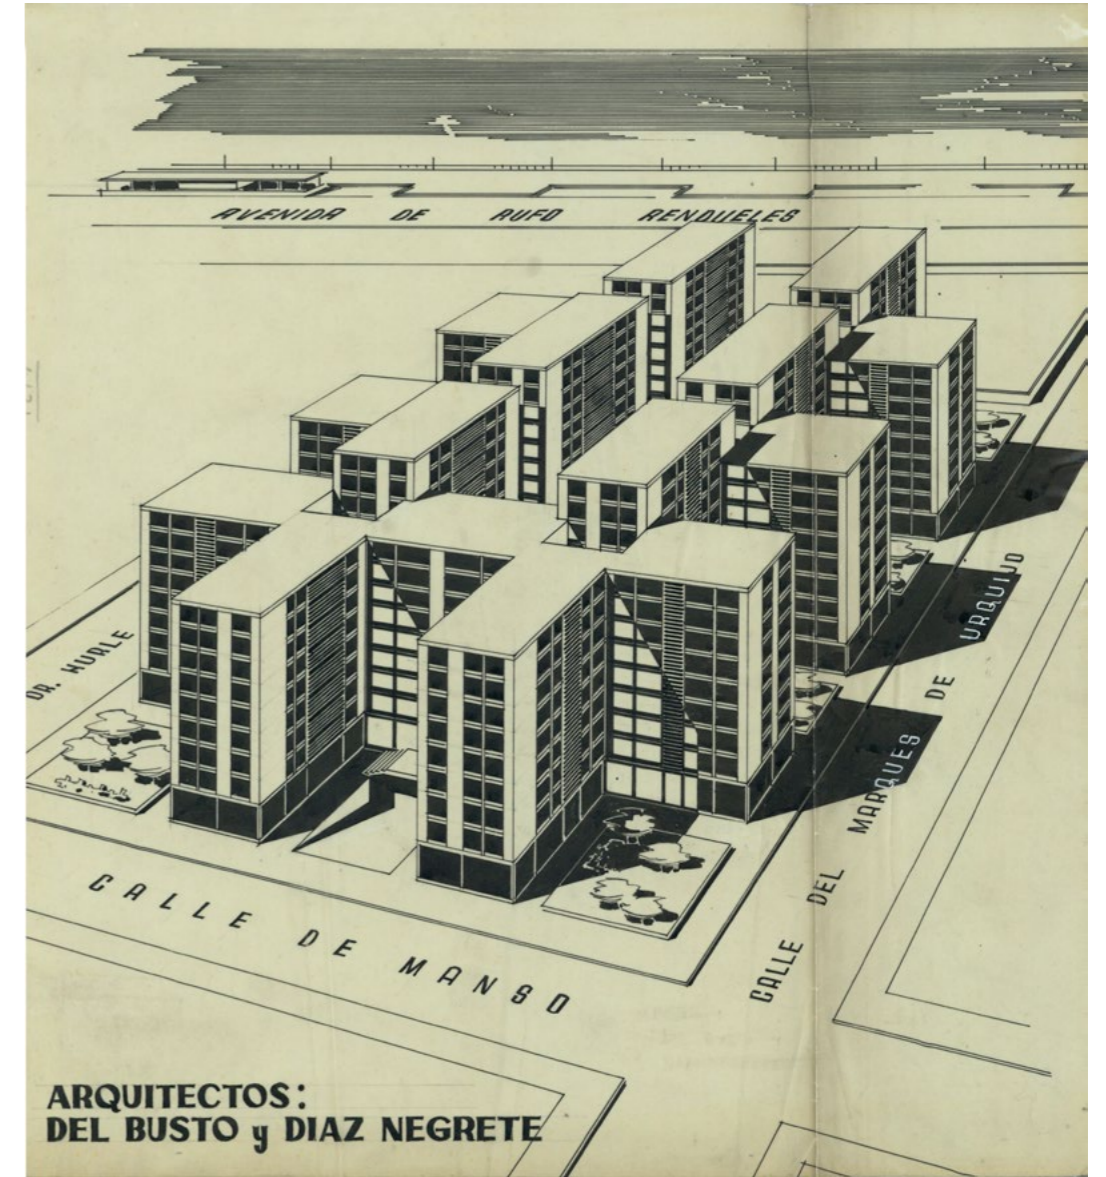 AVENIDA DE RUFO RENDUELES
DR. HURLE
CALLE DE MANSO
CALLE DEL MARQUES DE URQUIJO
ARQUITECTOS:
DEL BUSTO y DIAZ NEGRETE